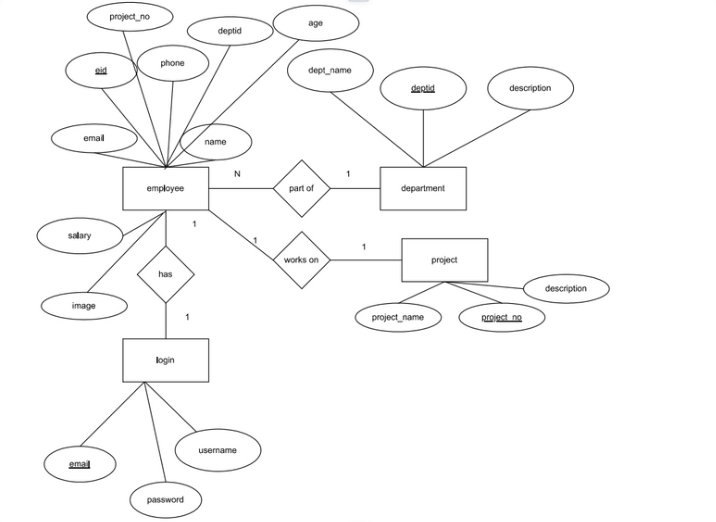 project_no
deptid
age
eid
phone
dept_name
deptid
description
email
name
employee
N
part of
1
department
salary
1
1
works on
1
project
has
image
description
project_name
project_no
1
login
username
email
password